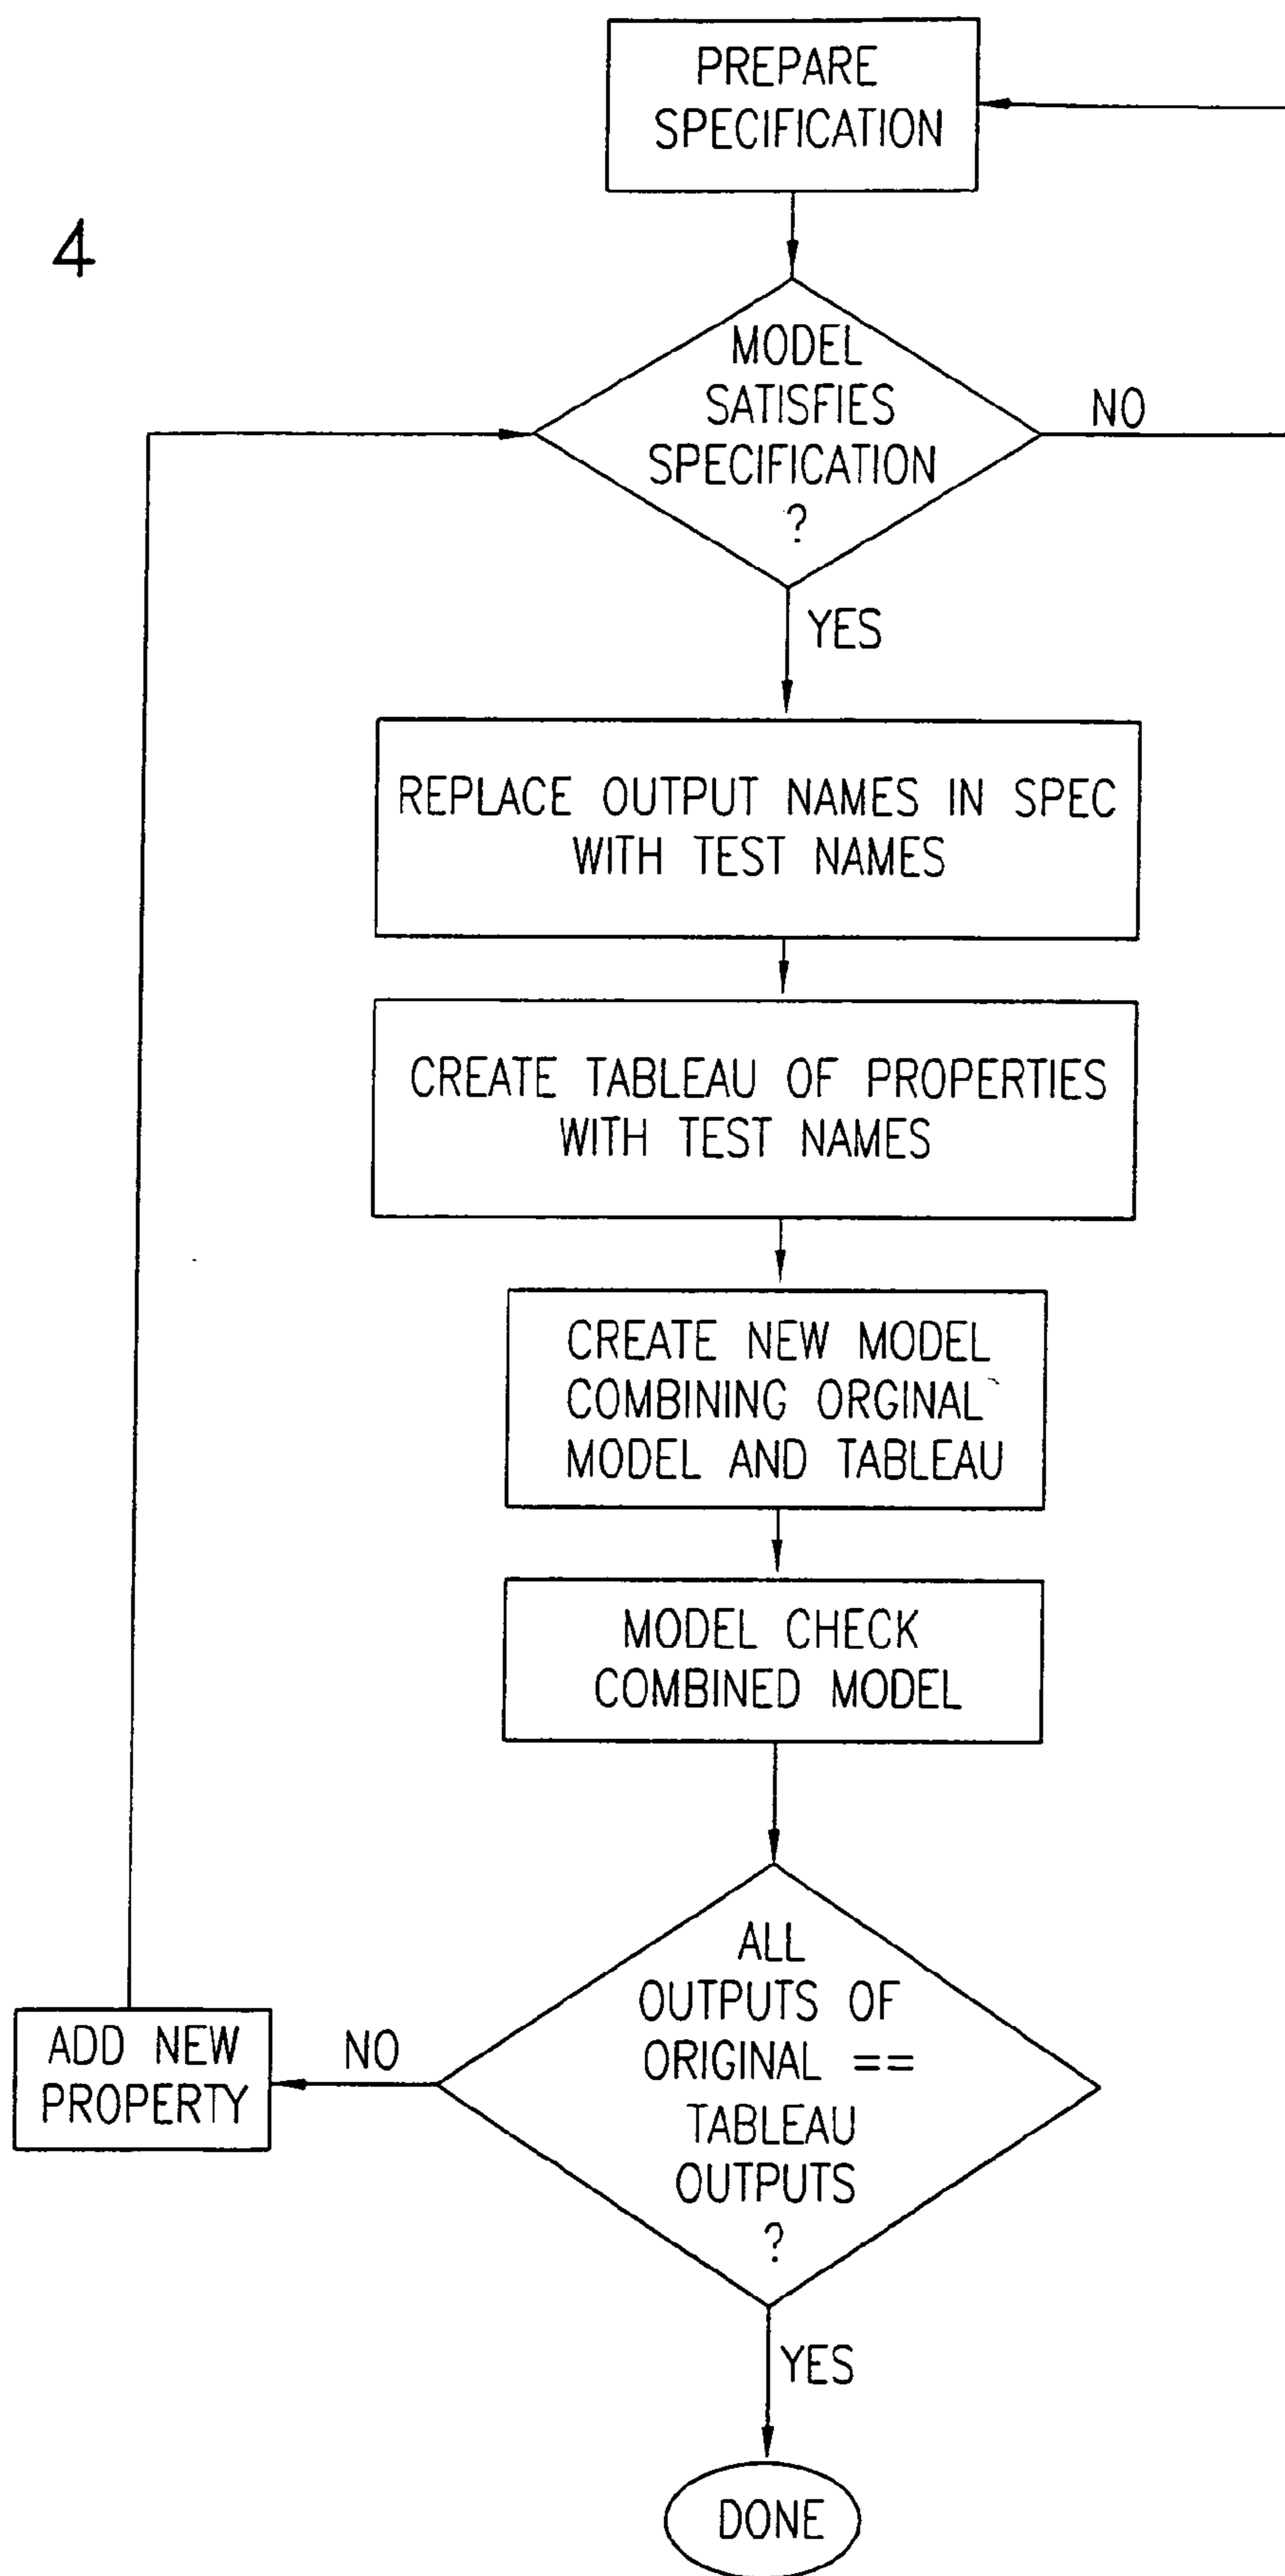 PREPARE
SPECIFICATION
4
MODEL
SATISFIES
SPECIFICATION
?
NO
YES
REPLACE OUTPUT NAMES IN SPEC
WITH TEST NAMES
CREATE TABLEAU OF PROPERTIES
WITH TEST NAMES
CREATE NEW MODEL
COMBINING ORGINAL
MODEL AND TABLEAU
MODEL CHECK
COMBINED MODEL
ALL
OUTPUTS OF
ORIGINAL ==
TABLEAU
OUTPUTS
?
NO
ADD NEW
PROPERTY
YES
DONE